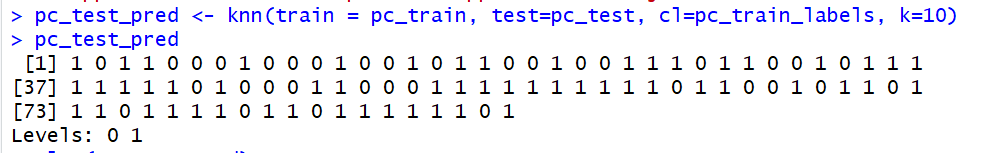 > pc_test_pred <- knn(train = pc_train, test=pc_test, cl=pc_train_labels, k=10)
> pc_test_pred
 [1] 1 0 1 1 0 0 0 1 0 0 0 1 0 0 1 0 1 1 0 0 1 0 0 1 1 1 0 1 1 0 0 1 0 1 1 1
[37] 1 1 1 1 1 0 1 0 0 0 1 1 0 0 0 1 1 1 1 1 1 1 1 1 1 0 1 1 0 0 1 0 1 1 0 1
[73] 1 1 0 1 1 1 1 0 1 1 0 1 1 1 1 1 1 0 1
Levels: 0 1